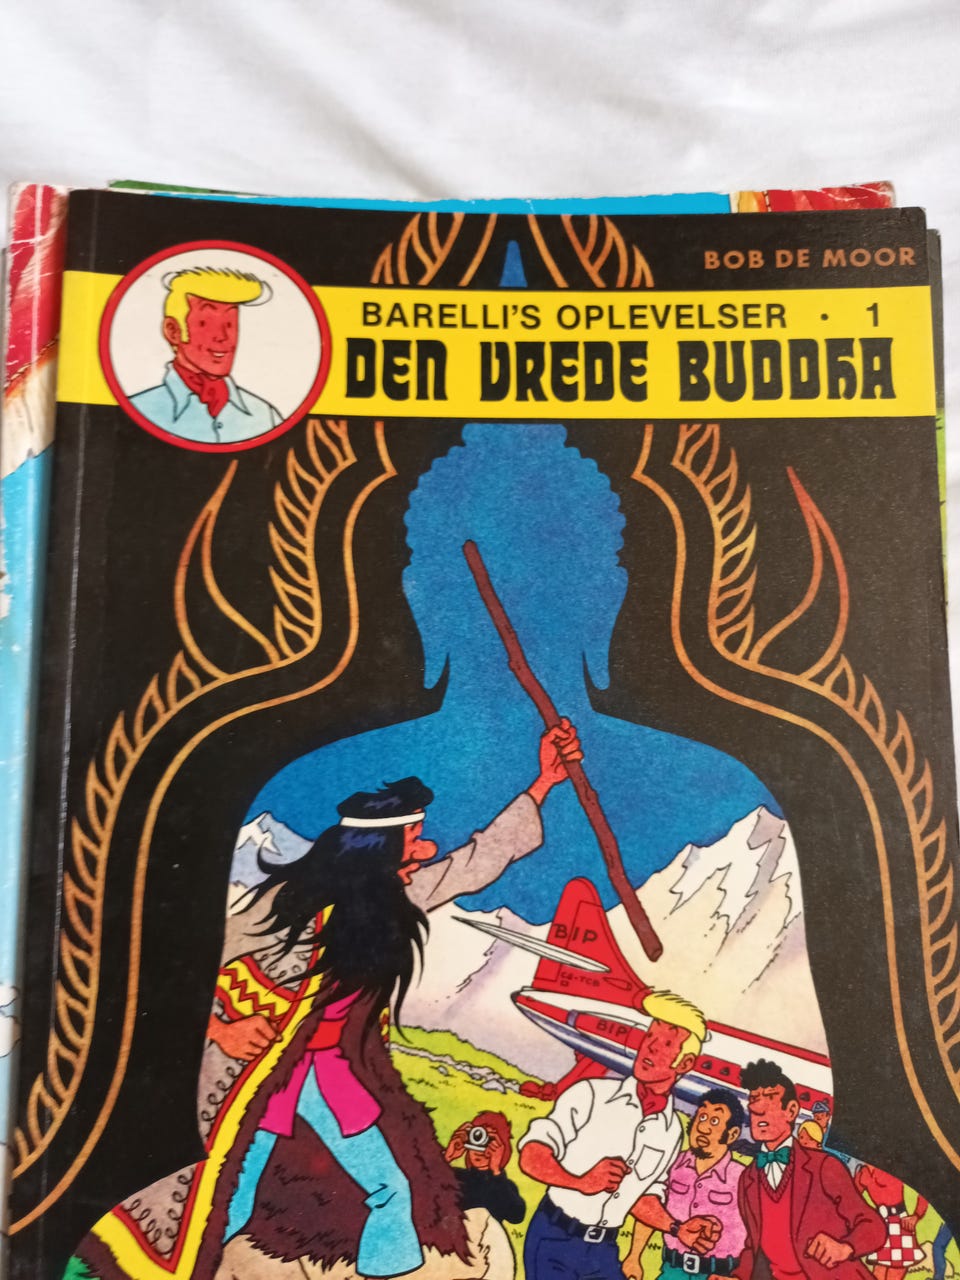 BOB DE MOOR
BARELLI'S OPLEVELSER · 1
DEN VREDE BUDDHA
BIP
BIP